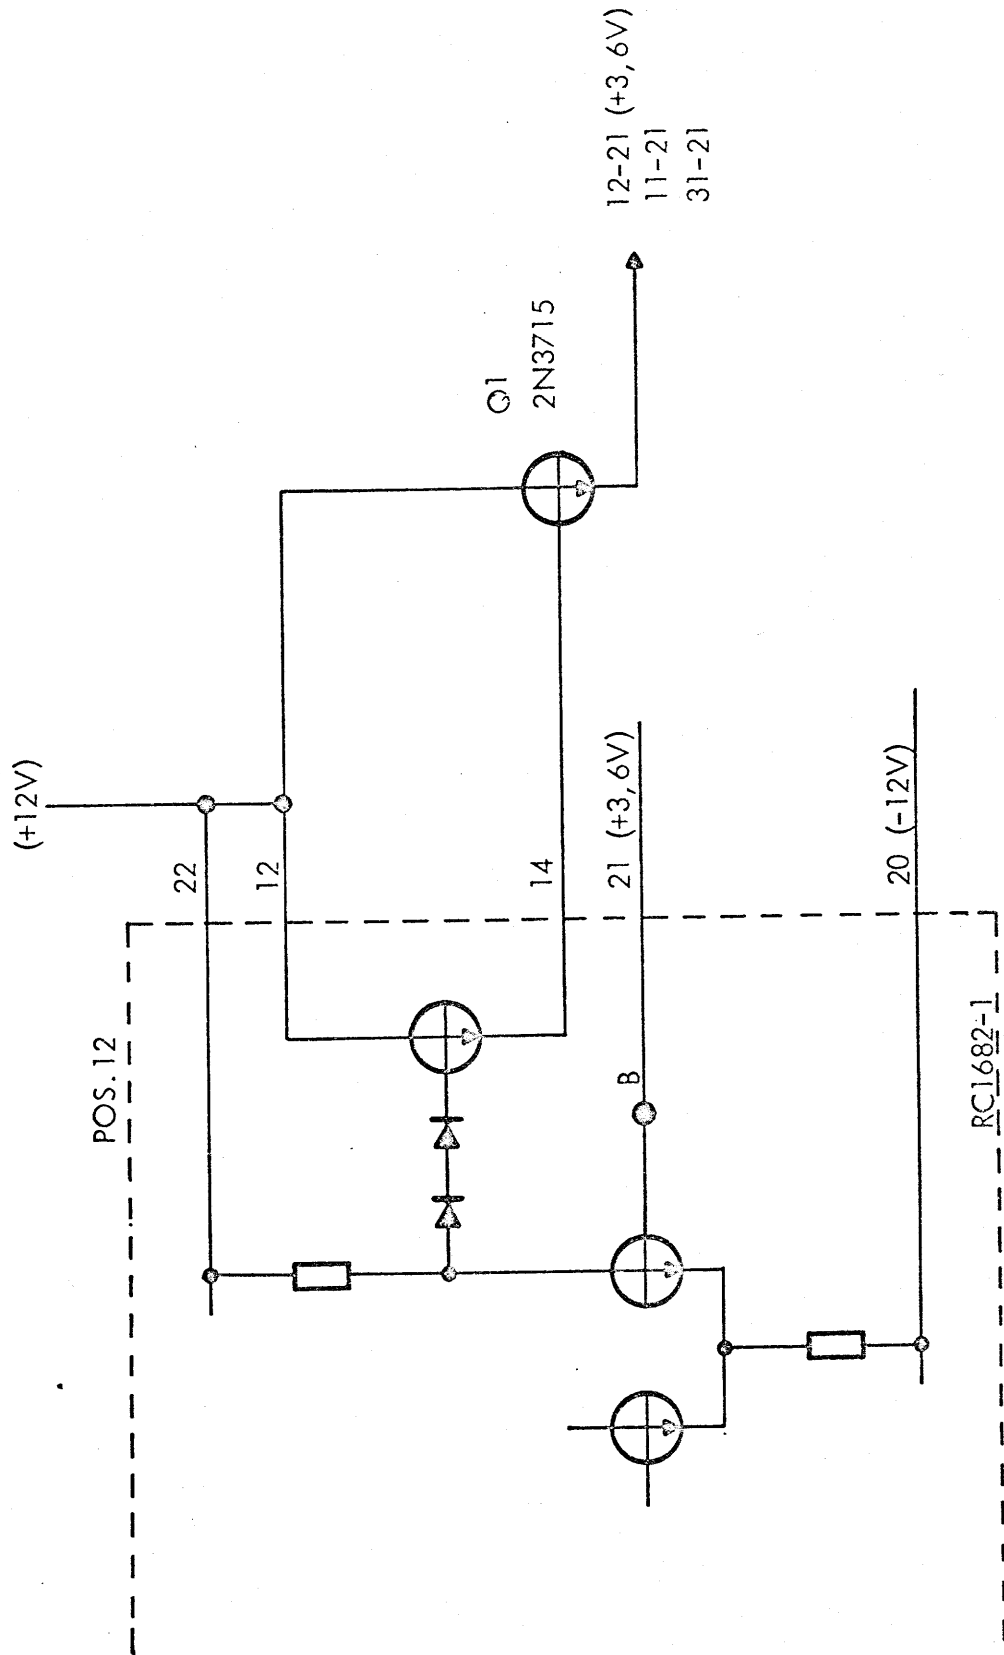 (+12V)
POS.12
22
12
14
21 (+3,6V)
20 (-12V)
B
Q1
2N3715
12-21 (+3,6V)
11-21
31-21
RC1682-1